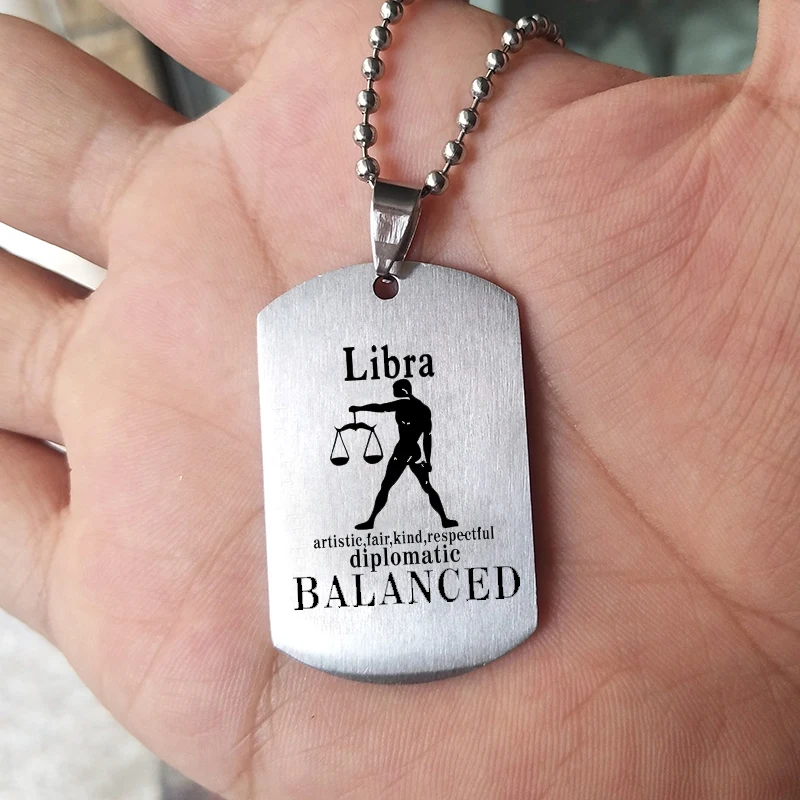 Libra
artistic,fair,kind,respectful
diplomatic
BALANCED